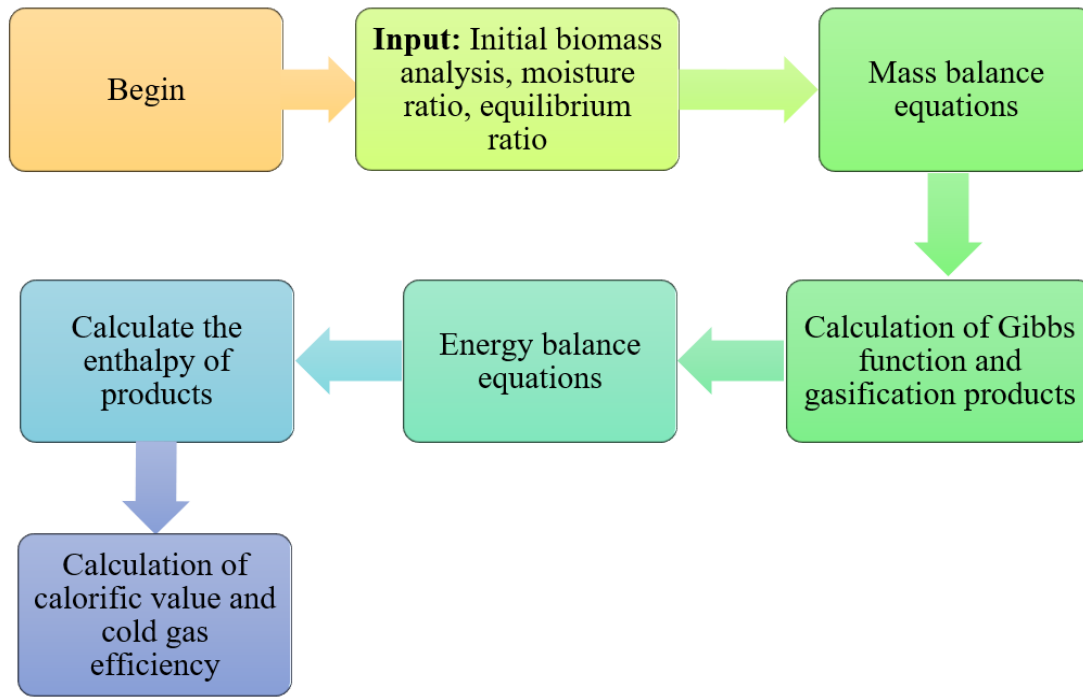 Begin
Input: Initial biomass
analysis, moisture
ratio, equilibrium
ratio
Mass balance
equations
Calculation of Gibbs
function and
gasification products
Energy balance
equations
Calculate the
enthalpy of
products
Calculation of
calorific value and
cold gas
efficiency